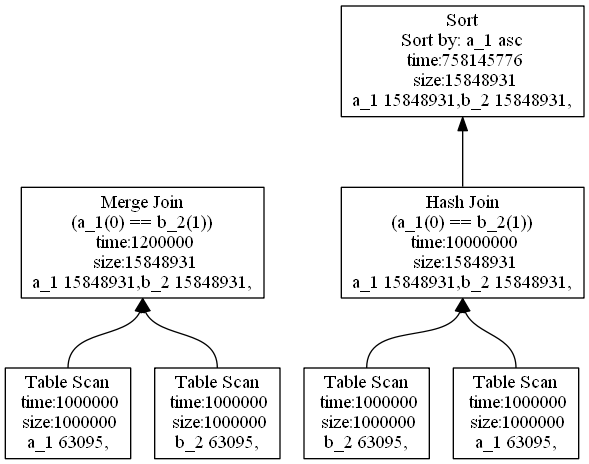 Sort
Sort by: a_1 asc
time:758145776
size:15848931
a_1 15848931,b_2 15848931,
Merge Join
(a_1(0) == b_2(1))
time:1200000
size:15848931
a_1 15848931,b_2 15848931,
Hash Join
(a_1(0) == b_2(1))
time:10000000
size:15848931
a_1 15848931,b_2 15848931,
Table Scan
time:1000000
size:1000000
a_1 63095,
Table Scan
time:1000000
size:1000000
b_2 63095,
Table Scan
time:1000000
size:1000000
b_2 63095,
Table Scan
time:1000000
size:1000000
a_1 63095,